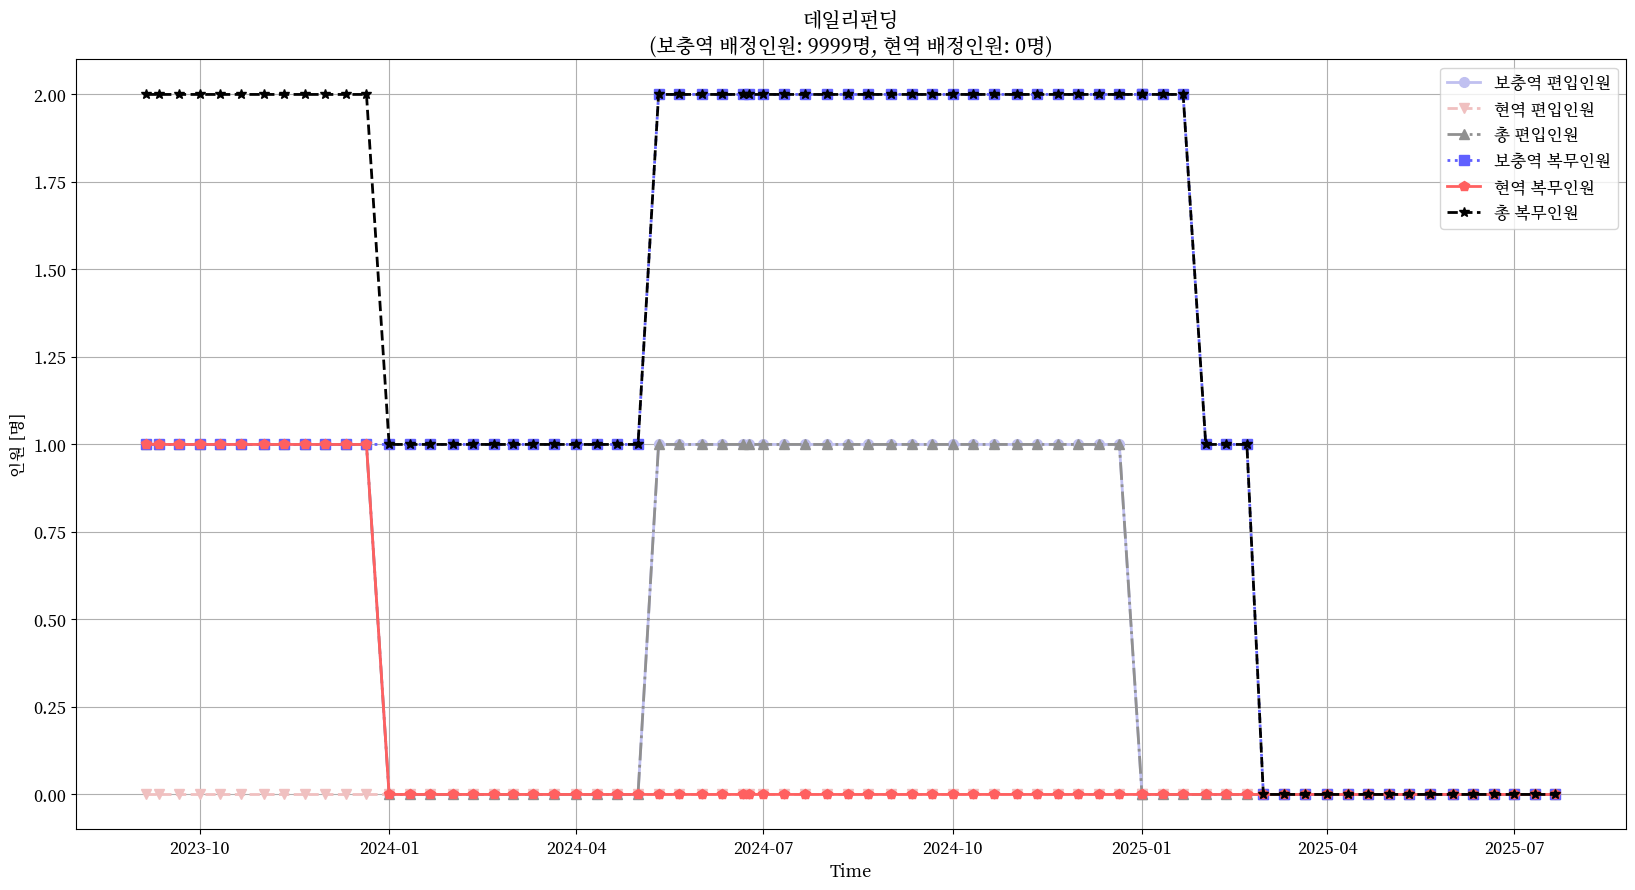 데일리펀딩
(보충역 배정인원: 9999명, 현역 배정인원: 0명)
보충역 편입인원
현역 편입인원
총 편입인원
보충역 복무인원
현역 복무인원
총 복무인원
2.00
1.75
1.50
1.25
1.00
0.75
0.50
0.25
0.00
인원 [명]
2023-10
2024-01
2024-04
2024-07
2024-10
2025-01
2025-04
2025-07
Time